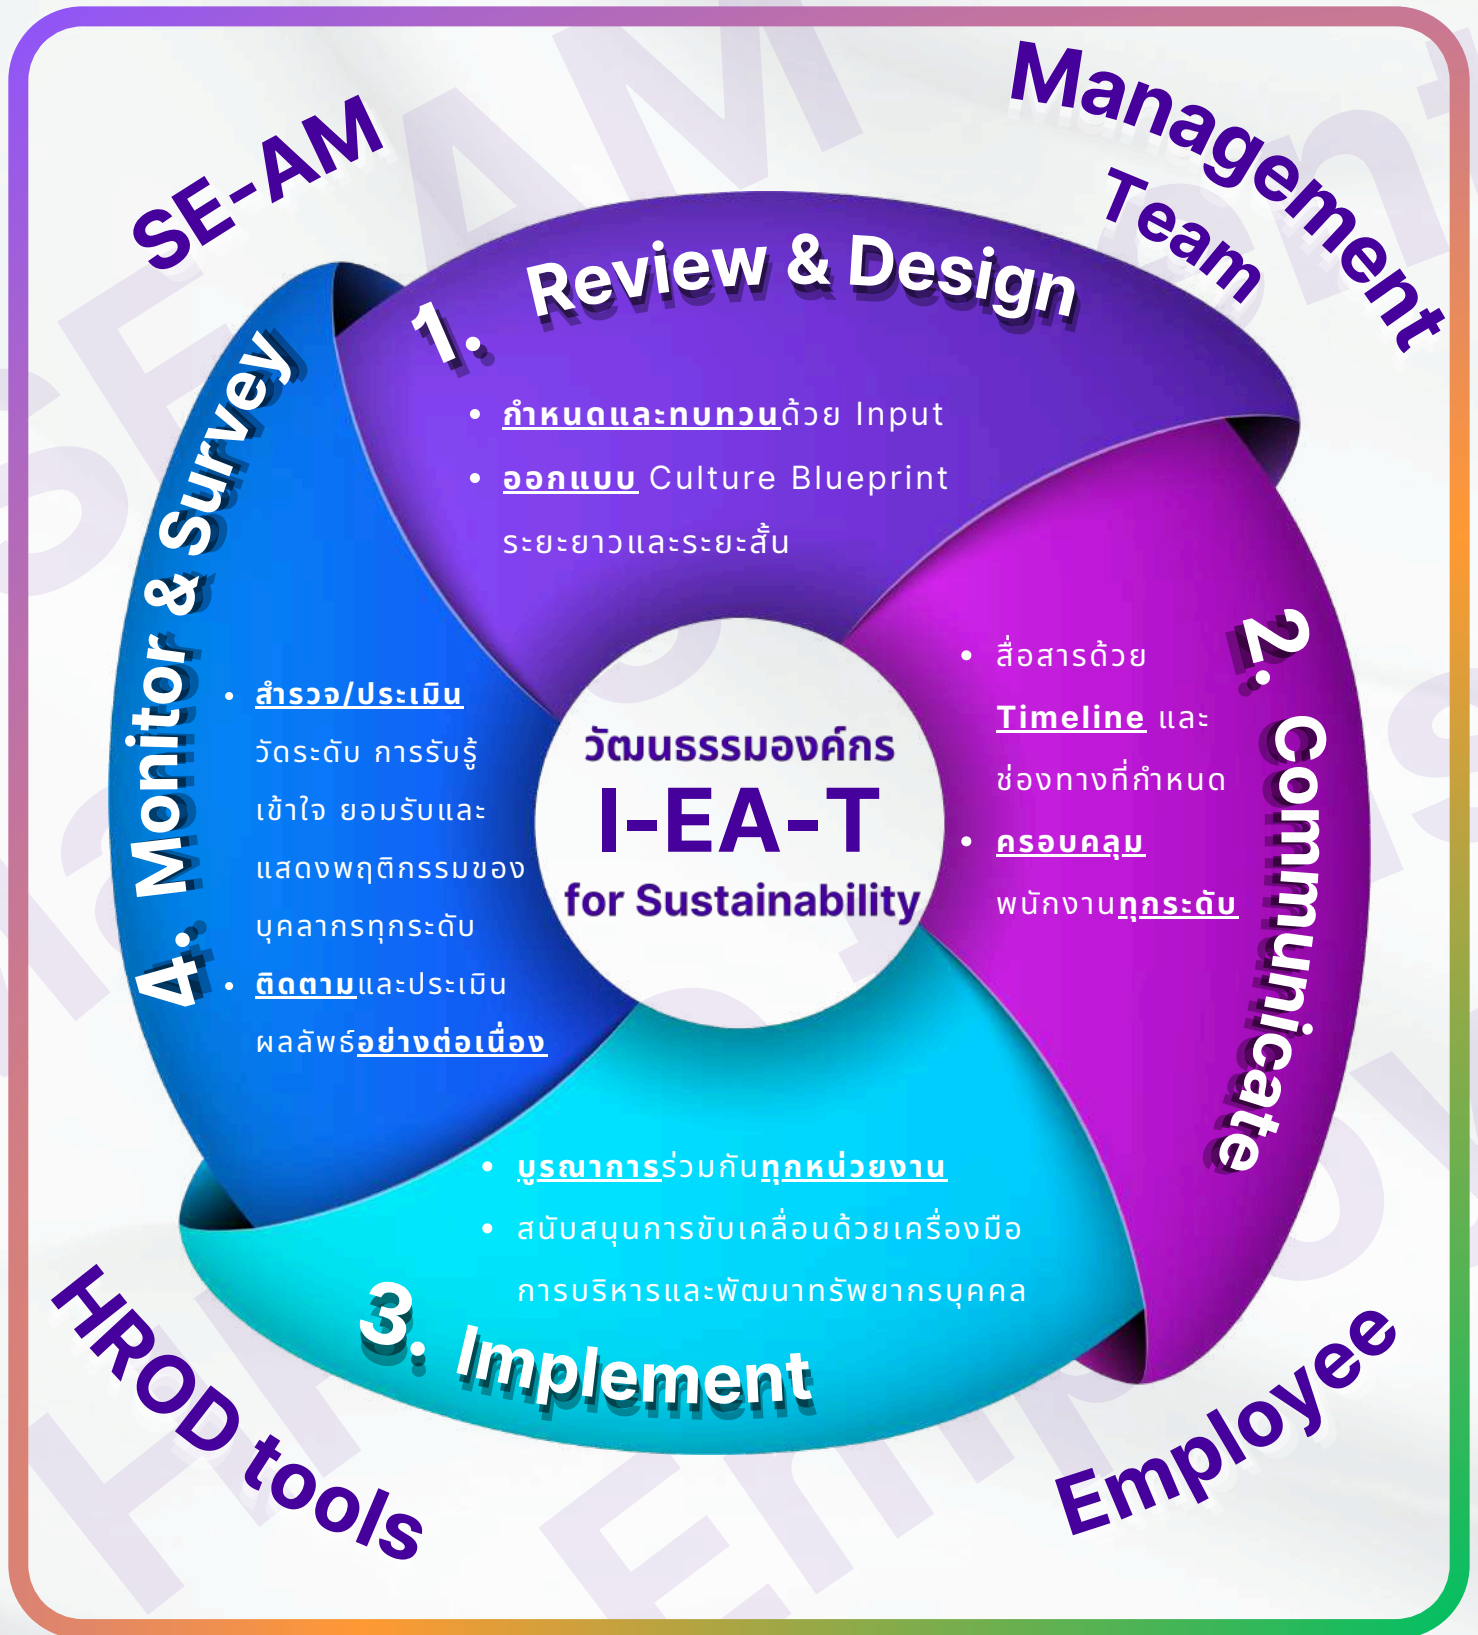 SE-AM
Management
Team
1. Review & Design
• กำหนดและทบทวนด้วย Input
• ออกแบบ Culture Blueprint
ระยะยาวและระยะสั้น
2. Communicate
• สื่อสารด้วย
Timeline และ
ช่องทางที่กำหนด
• ครอบคลุม
พนักงานทุกระดับ
วัฒนธรรมองค์กร
I-EA-T
for Sustainability
4. Monitor & Survey
• สำรวจ/ประเมิน
วัดระดับ การรับรู้
เข้าใจ ยอมรับและ
แสดงพฤติกรรมของ
บุคลากรทุกระดับ
• ติดตามและประเมิน
ผลลัพธ์อย่างต่อเนื่อง
• บูรณาการร่วมกันทุกหน่วยงาน
• สนับสนุนการขับเคลื่อนด้วยเครื่องมือ
การบริหารและพัฒนาทรัพยากรบุคคล
3. Implement
HROD tools
Employee